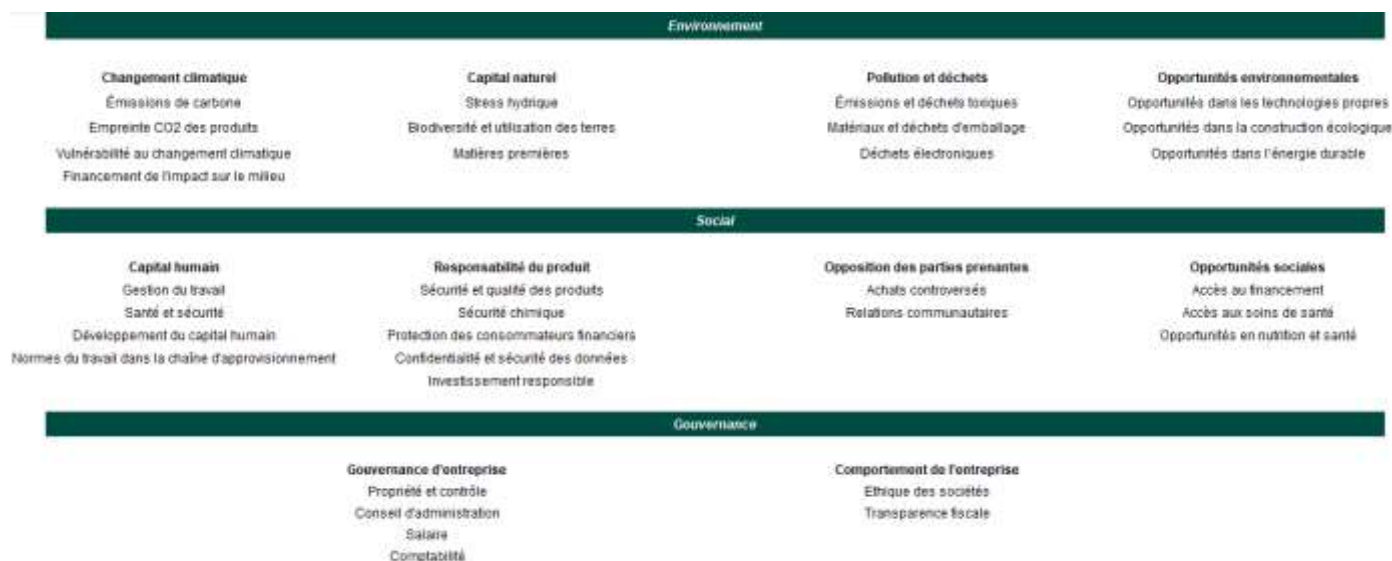 Environnement
Changement climatique
Émissions de carbone
Empreinte CO2 des produits
Vulnérabilité au changement climatique
Financement de l'impact sur le milieu
Capital naturel
Stress hydrique
Biodiversité et utilisation des terres
Matières premières
Pollution et déchets
Émissions et déchets toxiques
Matériaux et déchets d'emballage
Déchets électroniques
Opportunités environnementales
Opportunités dans les technologies propres
Opportunités dans la construction écologique
Opportunités dans l'énergie durable
Social
Capital humain
Gestion du travail
Santé et sécurité
Développement du capital humain
Normes du travail dans la chaîne d'approvisionnement
Responsabilité du produit
Sécurité et qualité des produits
Sécurité chimique
Protection des consommateurs financiers
Confidentialité et sécurité des données
Investissement responsible
Opposition des parties prenantes
Achats controversés
Relations communautaires
Opportunités sociales
Accès au financement
Accès aux soins de santé
Opportunités en nutrition et santé
Gouvernance
Gouvernance d'entreprise
Propriété et contrôle
Conseil d'administration
Salaire
Comptabilité
Comportement de l'entreprise
Ethique des sociétés
Transparence fiscale